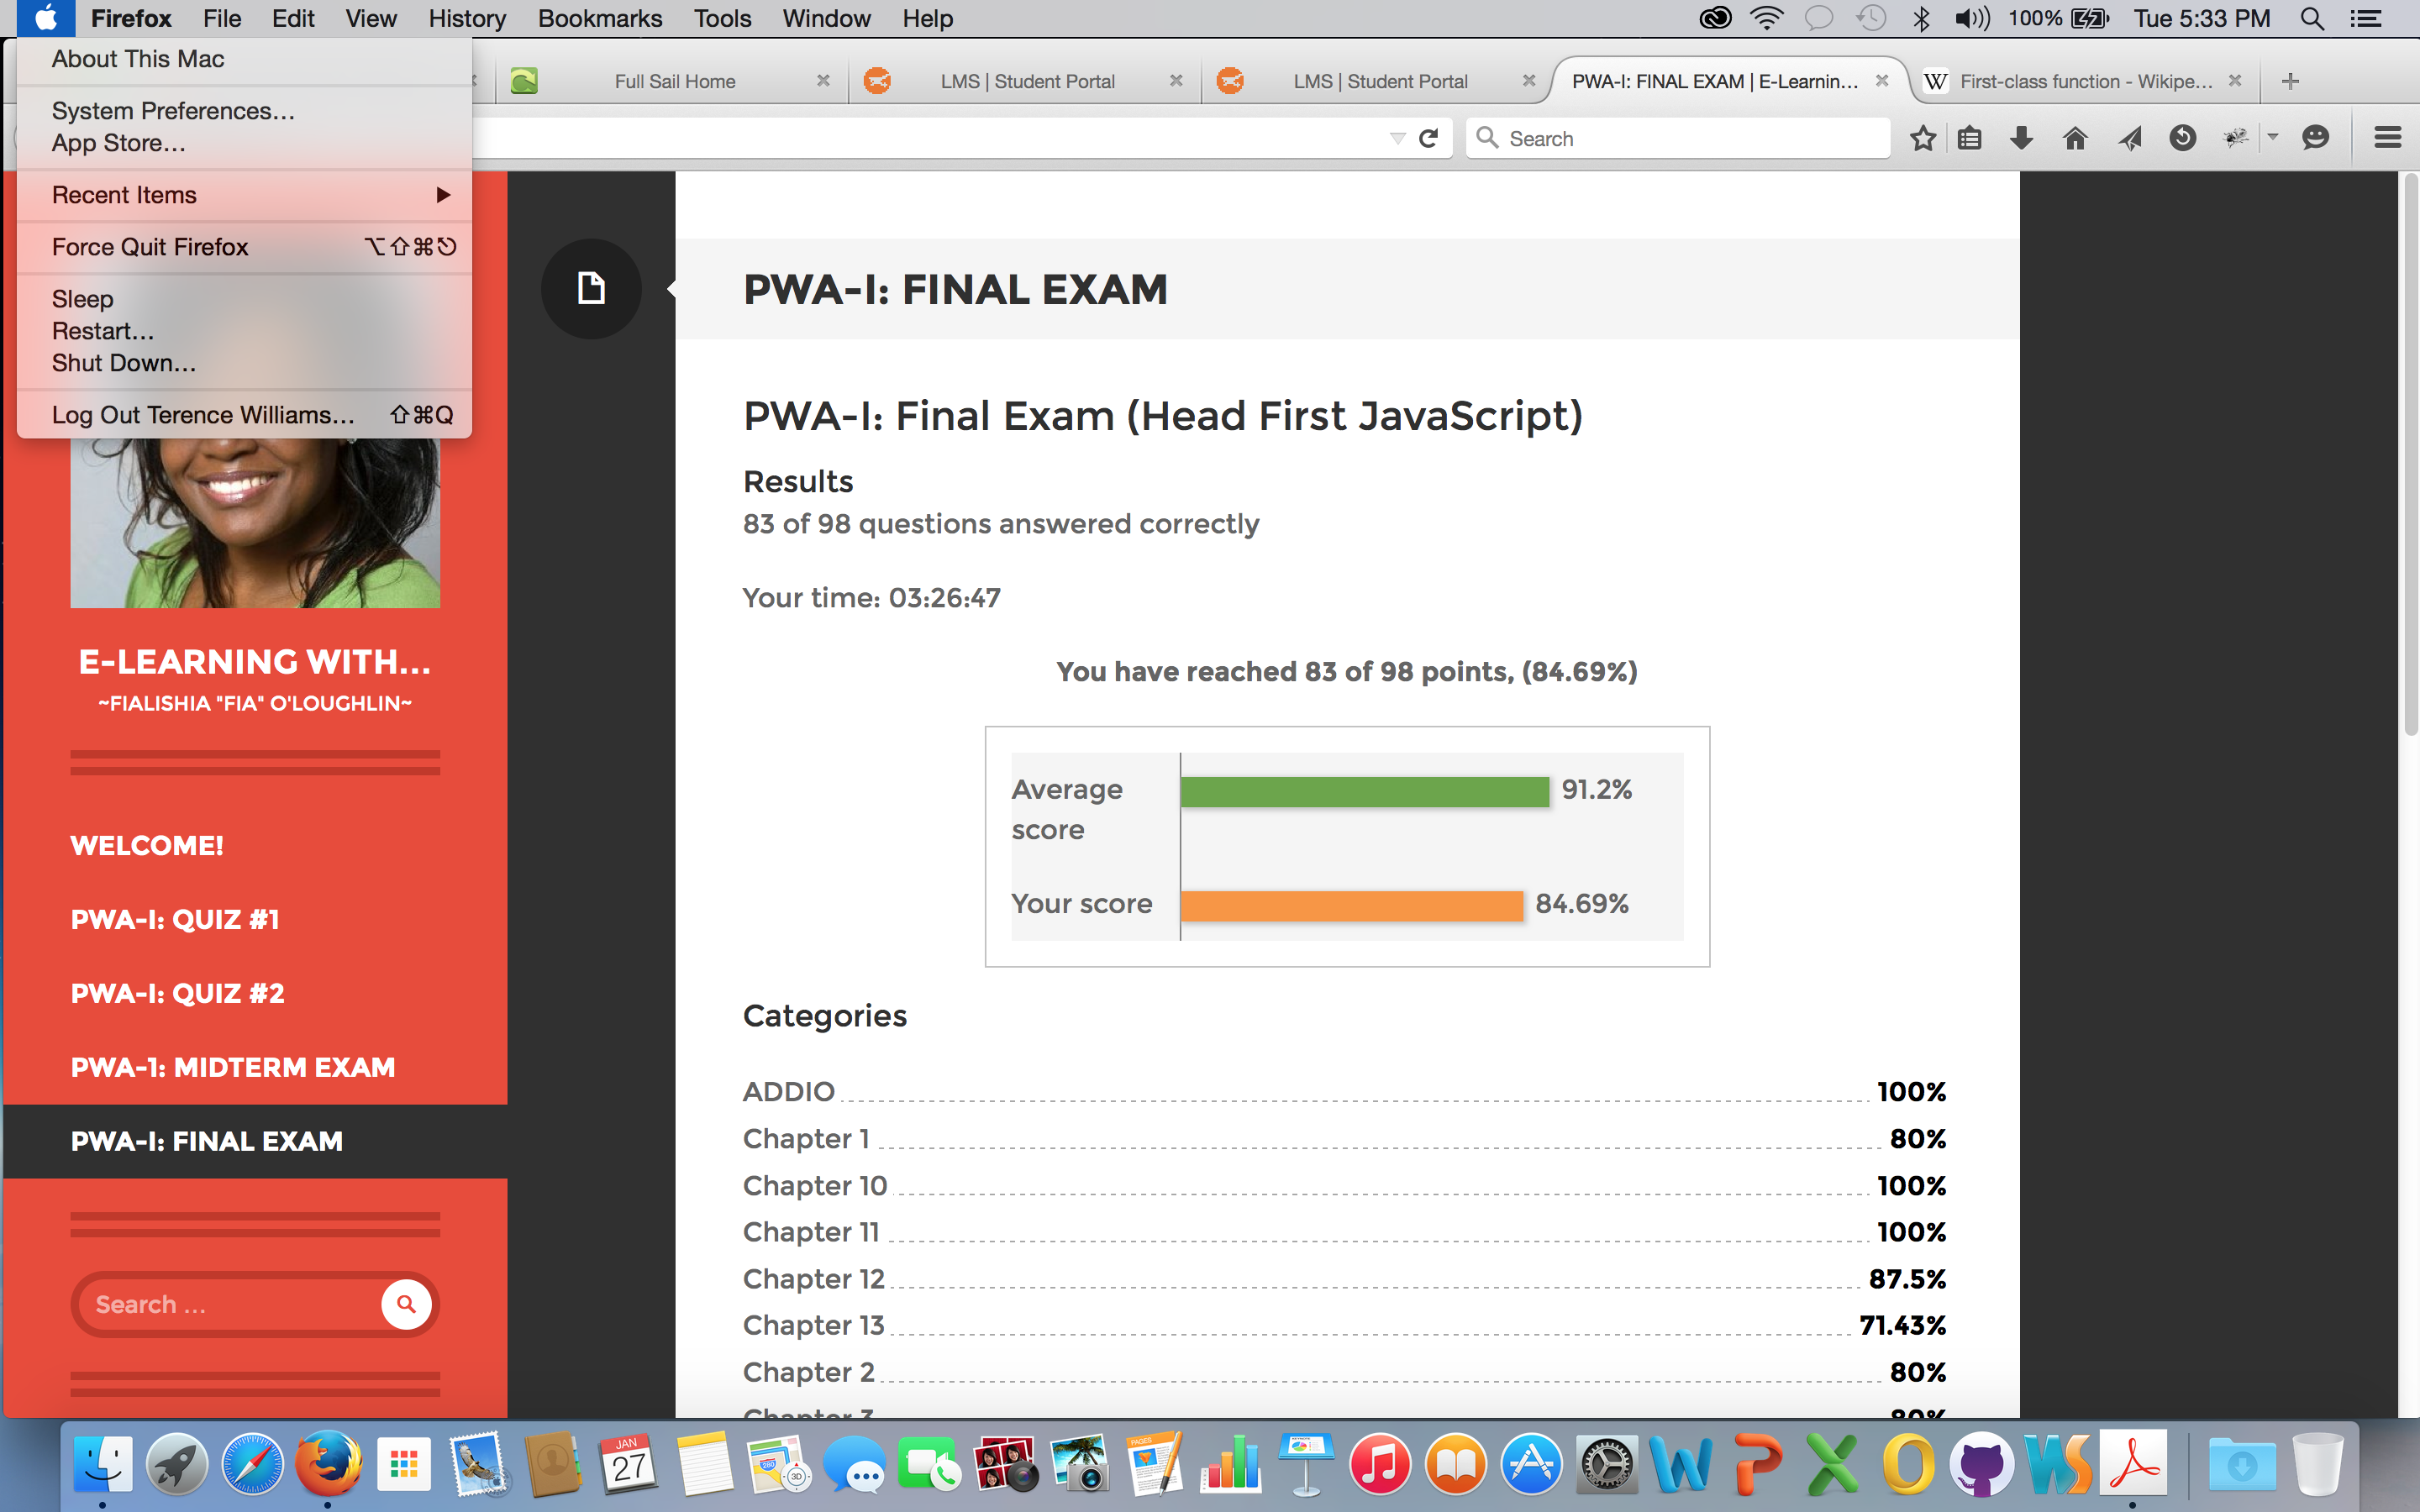 Firefox File Edit View History Bookmarks Tools Window Help 100% Tue 5:33 PM
About This Mac
System Preferences...
App Store...
Recent Items
Force Quit Firefox ⌥⇧⌘⎋
Sleep
Restart...
Shut Down...
Log Out Terence Williams... ⇧⌘Q
Full Sail Home
LMS | Student Portal
LMS | Student Portal
PWA-I: FINAL EXAM | E-Learnin...
W First-class function - Wikipe...
Search
E-LEARNING WITH...
~FIALISHIA "FIA" O'LOUGHLIN~
WELCOME!
PWA-I: QUIZ #1
PWA-I: QUIZ #2
PWA-1: MIDTERM EXAM
PWA-I: FINAL EXAM
Search ...
PWA-I: FINAL EXAM
PWA-I: Final Exam (Head First JavaScript)
Results
83 of 98 questions answered correctly
Your time: 03:26:47
You have reached 83 of 98 points, (84.69%)
Average score 91.2%
Your score 84.69%
Categories
ADDIO 100%
Chapter 1 80%
Chapter 10 100%
Chapter 11 100%
Chapter 12 87.5%
Chapter 13 71.43%
Chapter 2 80%
JAN
27
PAGES
280
3D
W P X O WS